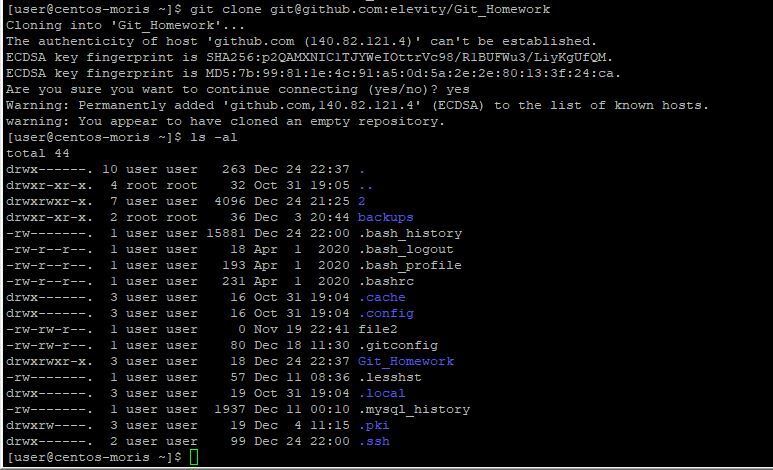 [user@centos-moris ~]$ git clone git@github.com:elevity/Git_Homework
Cloning into 'Git_Homework'...
The authenticity of host 'github.com (140.82.121.4)' can't be established.
ECDSA key fingerprint is SHA256:p2QAMXNIC1TJYWeIOttrVc98/R1BUFWu3/LiyKgUfQM.
ECDSA key fingerprint is MD5:7b:99:81:1e:4c:91:a5:0d:5a:2e:2e:80:13:3f:24:ca.
Are you sure you want to continue connecting (yes/no)? yes
Warning: Permanently added 'github.com,140.82.121.4' (ECDSA) to the list of known hosts.
warning: You appear to have cloned an empty repository.
[user@centos-moris ~]$ ls -al
total 44
drwx------. 10 user user   263 Dec 24 22:37 .
drwxr-xr-x.  4 root root    32 Oct 31 19:05 ..
drwxrwxr-x.  7 user user  4096 Dec 24 21:25 2
drwxr-xr-x.  2 root root    36 Dec  3 20:44 backups
-rw-------.  1 user user 15881 Dec 24 22:00 .bash_history
-rw-r--r--.  1 user user    18 Apr  1  2020 .bash_logout
-rw-r--r--.  1 user user   193 Apr  1  2020 .bash_profile
-rw-r--r--.  1 user user   231 Apr  1  2020 .bashrc
drwx------.  3 user user    16 Oct 31 19:04 .cache
drwx------.  3 user user    16 Oct 31 19:04 .config
-rw-rw-r--.  1 user user     0 Nov 19 22:41 file2
-rw-rw-r--.  1 user user    80 Dec 18 11:30 .gitconfig
drwxrwxr-x.  3 user user    18 Dec 24 22:37 Git_Homework
-rw-------.  1 user user    57 Dec 11 08:36 .lesshst
drwx------.  3 user user    19 Oct 31 19:04 .local
-rw-------.  1 user user  1937 Dec 11 00:10 .mysql_history
drwxrw----.  3 user user    19 Dec  4 11:15 .pki
drwx------.  2 user user    99 Dec 24 22:00 .ssh
[user@centos-moris ~]$